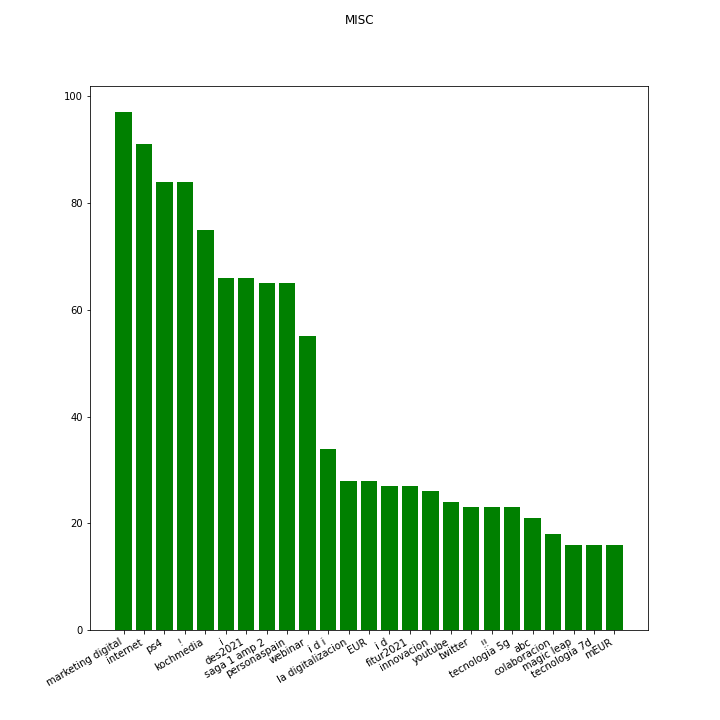 MISC
100
80
60
40
20
0
marketing digital
internet
ps4
!
kochmedia
i
des2021
saga 1 amp 2
personaspain
webinar
i d i
la digitalizacion
EUR
i d
fitur2021
innovacion
youtube
twitter
!!
tecnologia 5g
abc
colaboracion
magic leap
tecnologia 7d
mEUR